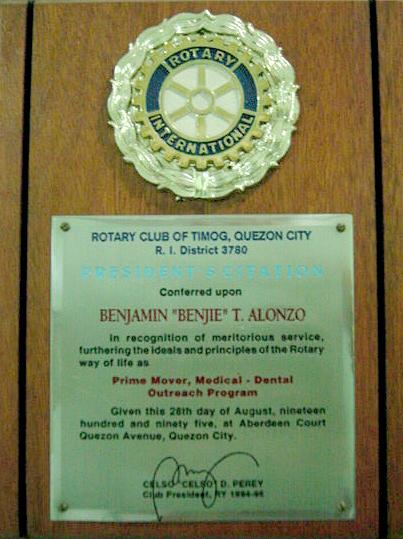 ROTARY
INTERNATIONAL
ROTARY CLUB OF TIMOG, QUEZON CITY
R. I. District 3780
PRESIDENT'S CITATION
Conferred upon
BENJAMIN "BENJIE" T. ALONZO
in recognition of meritorious service,
furthering the ideals and principles of the Rotary
way of life as
Prime Mover, Medical - Dental
Outreach Program
Given this 28th day of August, nineteen
hundred and ninety five, at Aberdeen Court
Quezon Avenue, Quezon City.
CELSO "CELSO" D. PEREY
Club President, RY 1994-95